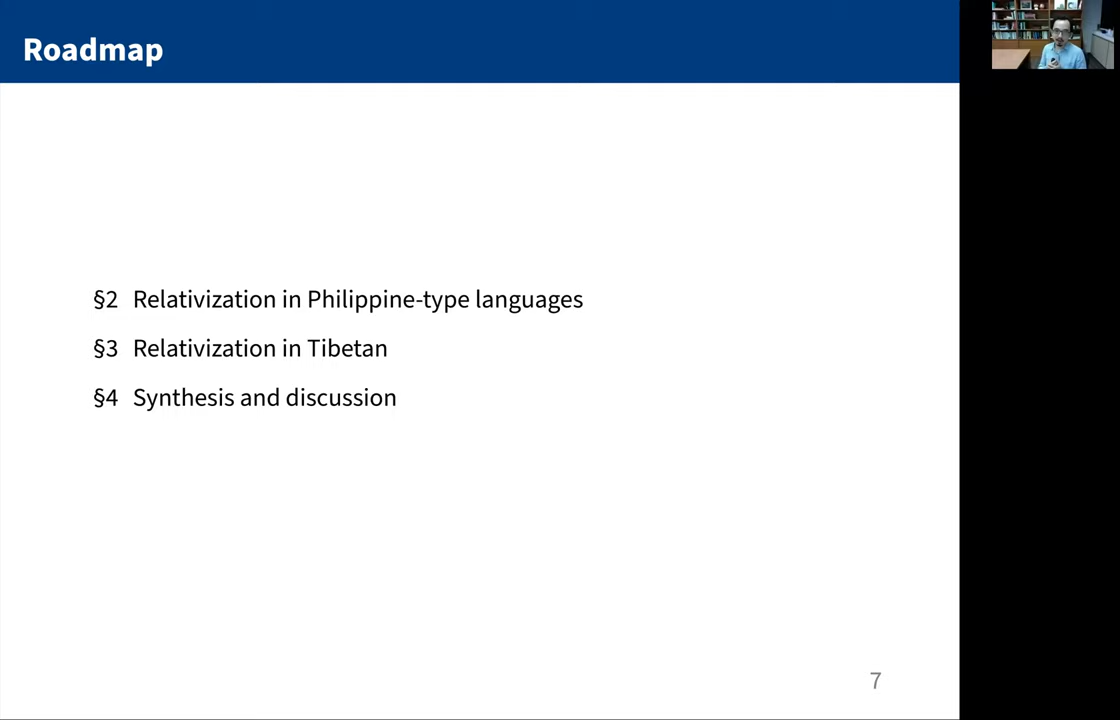 Roadmap
§2 Relativization in Philippine-type languages
§3 Relativization in Tibetan
§4 Synthesis and discussion
7